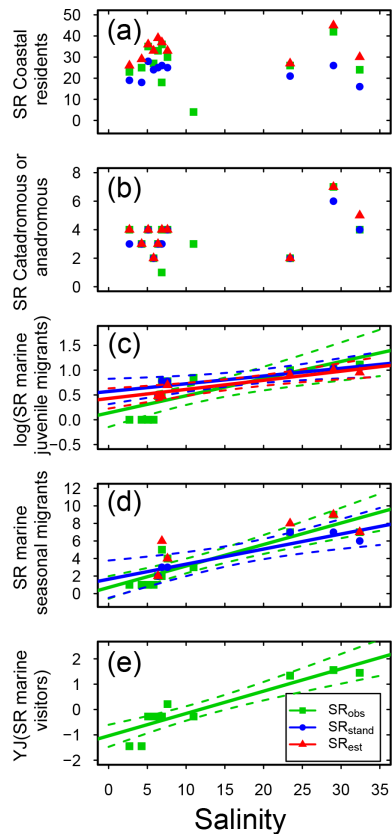 (a)
SR Coastal
residents
50
40
30
20
10
0
(b)
SR Catadromous or
anadromous
8
6
4
2
0
(c)
log(SR marine
juvenile migrants)
1.5
1.0
0.5
0.0
−0.5
(d)
SR marine
seasonal migrants
12
10
8
6
4
2
0
(e)
YJ(SR marine
visitors)
2
1
0
−1
−2
SRobs
SRstand
SRest
0 5 10 15 20 25 30 35
Salinity